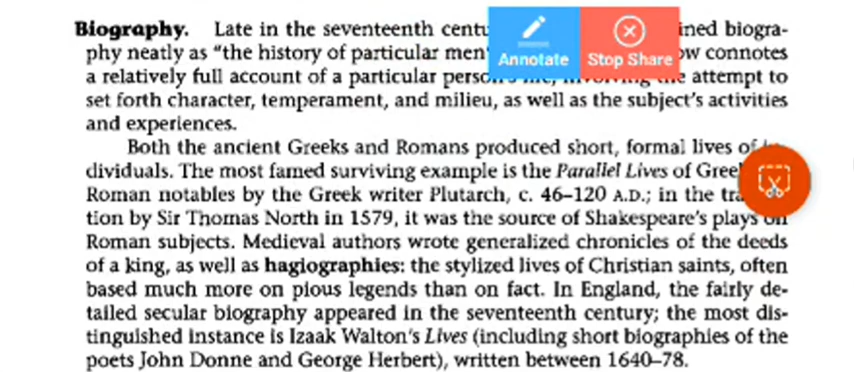 Biography. Late in the seventeenth ined biogra-
phy neatly as "the history of particular men ow connotes
Annotate Stop Share
a relatively full account of a particular the attempt to
set forth character, temperament, and milieu, as well as the subject's activities
and experiences.
Both the ancient Greeks and Romans produced short, formal lives of
dividuals. The most famed surviving example is the Parallel Lives of
Roman notables by the Greek writer Plutarch, c. 46–120 A.D.; in the
tion by Sir Thomas North in 1579, it was the source of Shakespeare's plays on
Roman subjects. Medieval authors wrote generalized chronicles of the deeds
of a king, as well as hagiographies: the stylized lives of Christian saints, often
based much more on pious legends than on fact. In England, the fairly de-
tailed secular biography appeared in the seventeenth century; the most dis-
tinguished instance is Izaak Walton's Lives (including short biographies of the
poets John Donne and George Herbert), written between 1640–78.